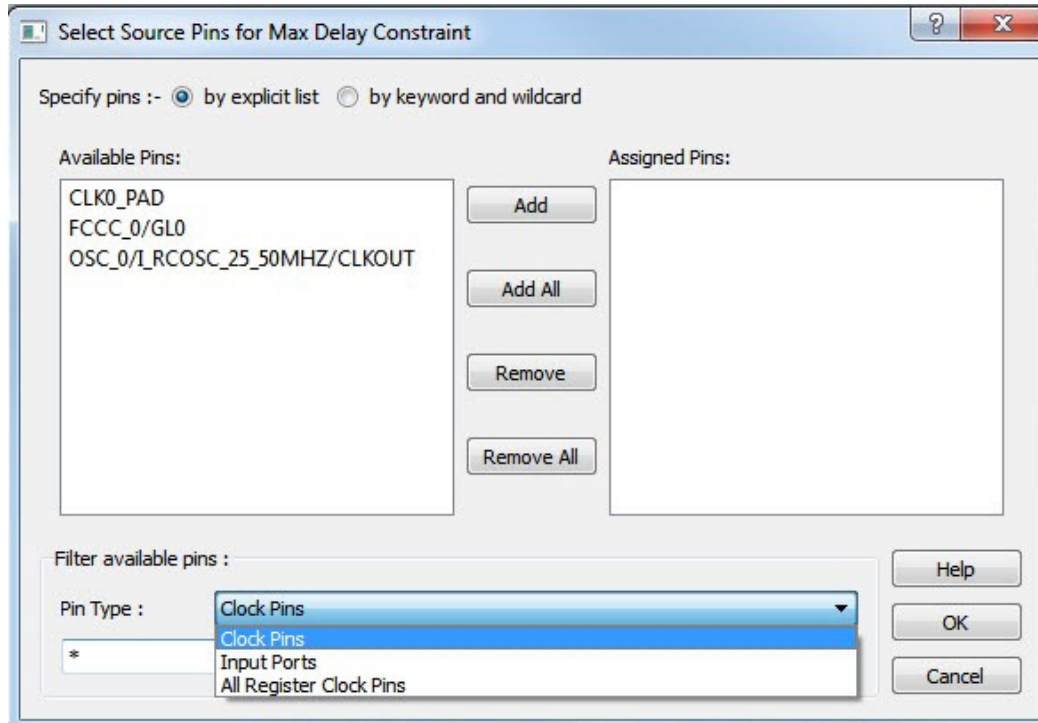 Select Source Pins for Max Delay Constraint
Specify pins :- by explicit list by keyword and wildcard
Available Pins:
CLK0_PAD
FCCC_0/GL0
OSC_0/I_RCOSC_25_50MHZ/CLKOUT
Add
Add All
Remove
Remove All
Assigned Pins:
Filter available pins :
Pin Type :
Clock Pins
Clock Pins
Input Ports
All Register Clock Pins
*
Help
OK
Cancel